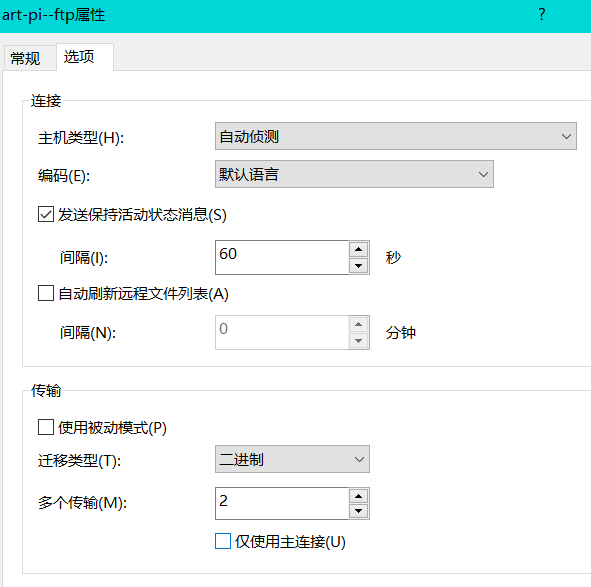 art-pi--ftp属性 ?
常规 选项
连接
主机类型(H): 自动侦测
编码(E): 默认语言
发送保持活动状态消息(S)
间隔(I): 60 秒
自动刷新远程文件列表(A)
间隔(N): 0 分钟
传输
使用被动模式(P)
迁移类型(T): 二进制
多个传输(M): 2
仅使用主连接(U)